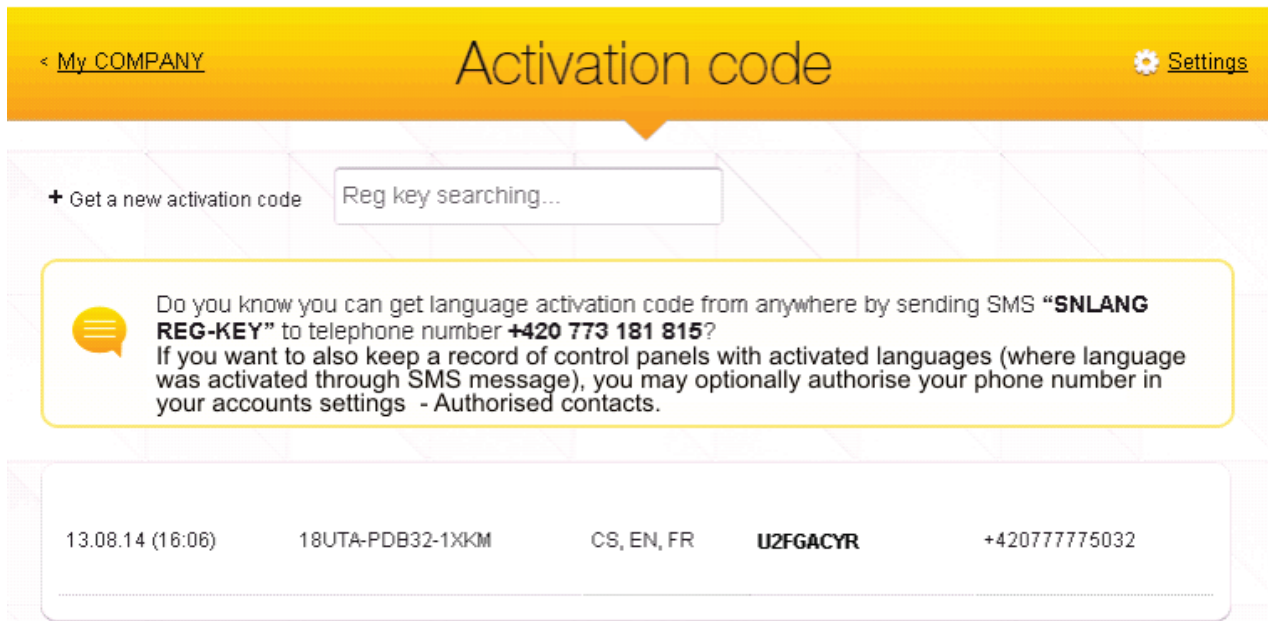 < My COMPANY
Activation code
Settings
+ Get a new activation code
Reg key searching...
Do you know you can get language activation code from anywhere by sending SMS “SNLANG
REG-KEY” to telephone number +420 773 181 815?
If you want to also keep a record of control panels with activated languages (where language
was activated through SMS message), you may optionally authorise your phone number in
your accounts settings - Authorised contacts.
13.08.14 (16:06) 18UTA-PDB32-1XKM CS, EN, FR U2FGACYR +420777775032